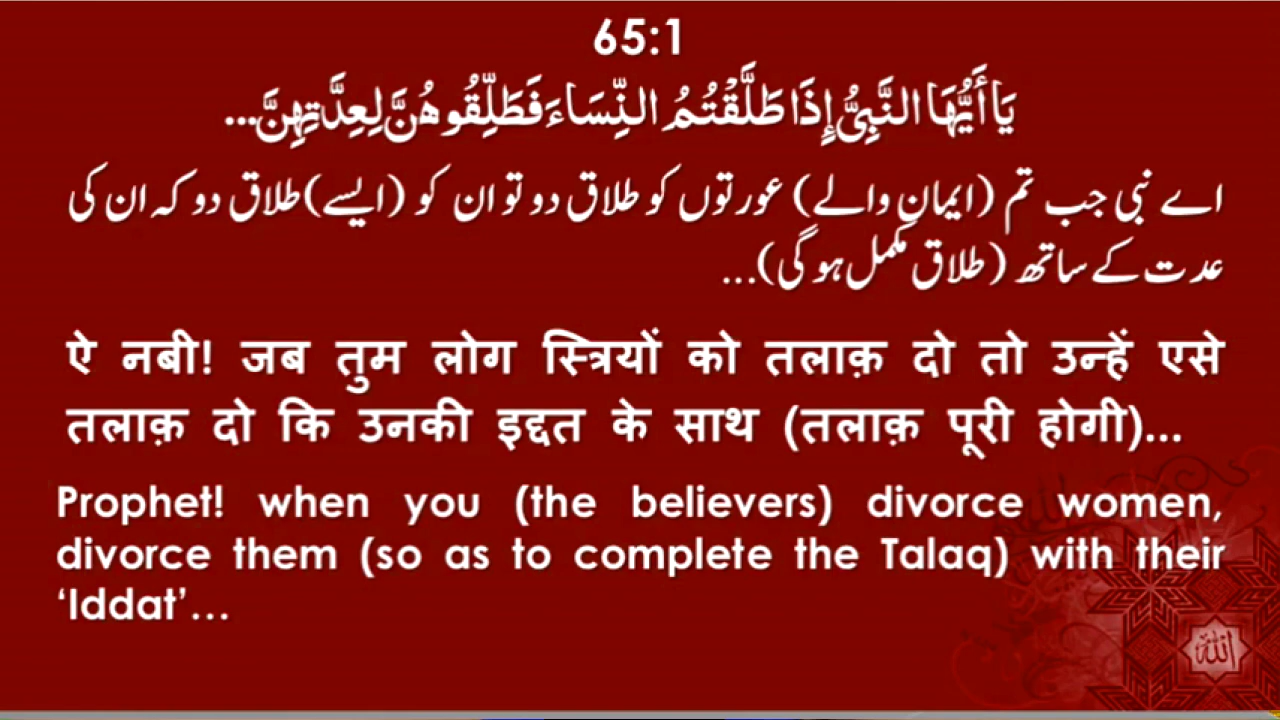 65:1
يَا أَيُّهَا النَّبِيُّ إِذَا طَلَّقْتُمُ النِّسَاءَ فَطَلِّقُوهُنَّ لِعِدَّتِهِنَّ...
اے نبی جب تم (ایمان والے) عورتوں کو طلاق دو تو ان کو (ایسے) طلاق دو کہ ان کی
عدت کے ساتھ (طلاق مکمل ہوگی)...
ऐ नबी! जब तुम लोग स्त्रियों को तलाक़ दो तो उन्हें एसे
तलाक़ दो कि उनकी इद्दत के साथ (तलाक़ पूरी होगी)...
Prophet! when you (the believers) divorce women,
divorce them (so as to complete the Talaq) with their
‘Iddat’...
الله